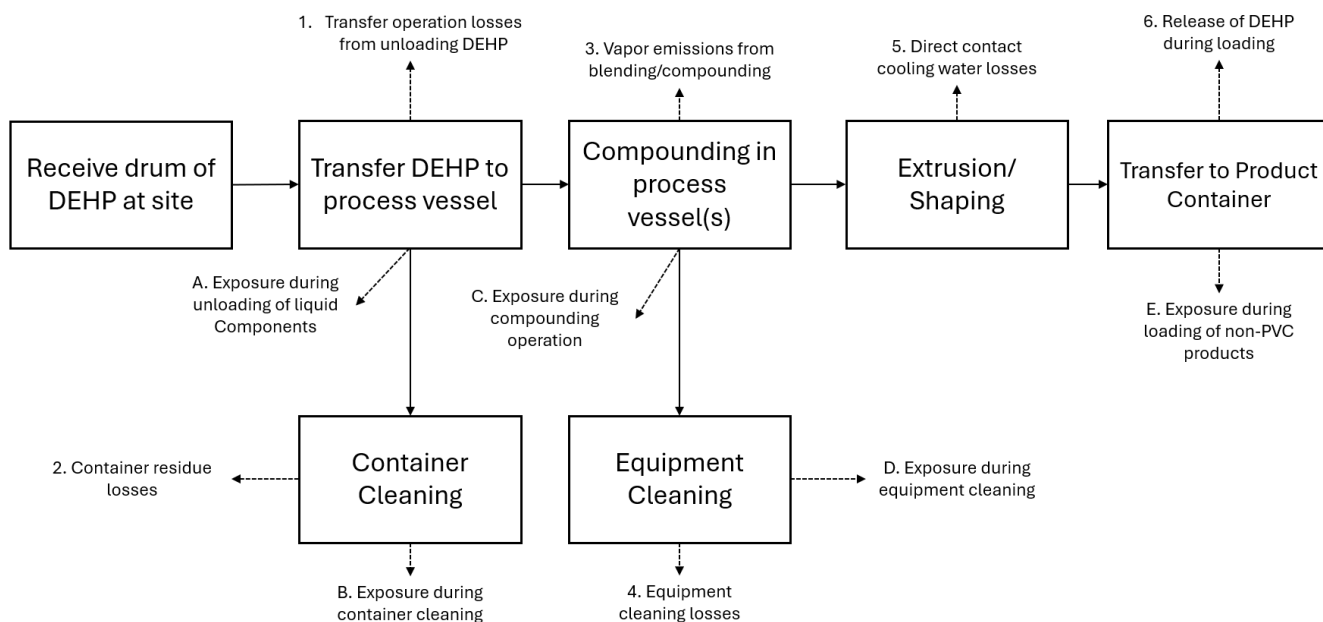 1. Transfer operation losses
from unloading DEHP
3. Vapor emissions from
blending/compounding
5. Direct contact
cooling water losses
6. Release of DEHP
during loading
Receive drum of
DEHP at site
Transfer DEHP to
process vessel
Compounding in
process
vessel(s)
Extrusion/
Shaping
Transfer to Product
Container
A. Exposure during
unloading of liquid
Components
C. Exposure during
compounding
operation
E. Exposure during
loading of non-PVC
products
2. Container residue
losses
Container
Cleaning
Equipment
Cleaning
D. Exposure during
equipment cleaning
B. Exposure during
container cleaning
4. Equipment
cleaning losses